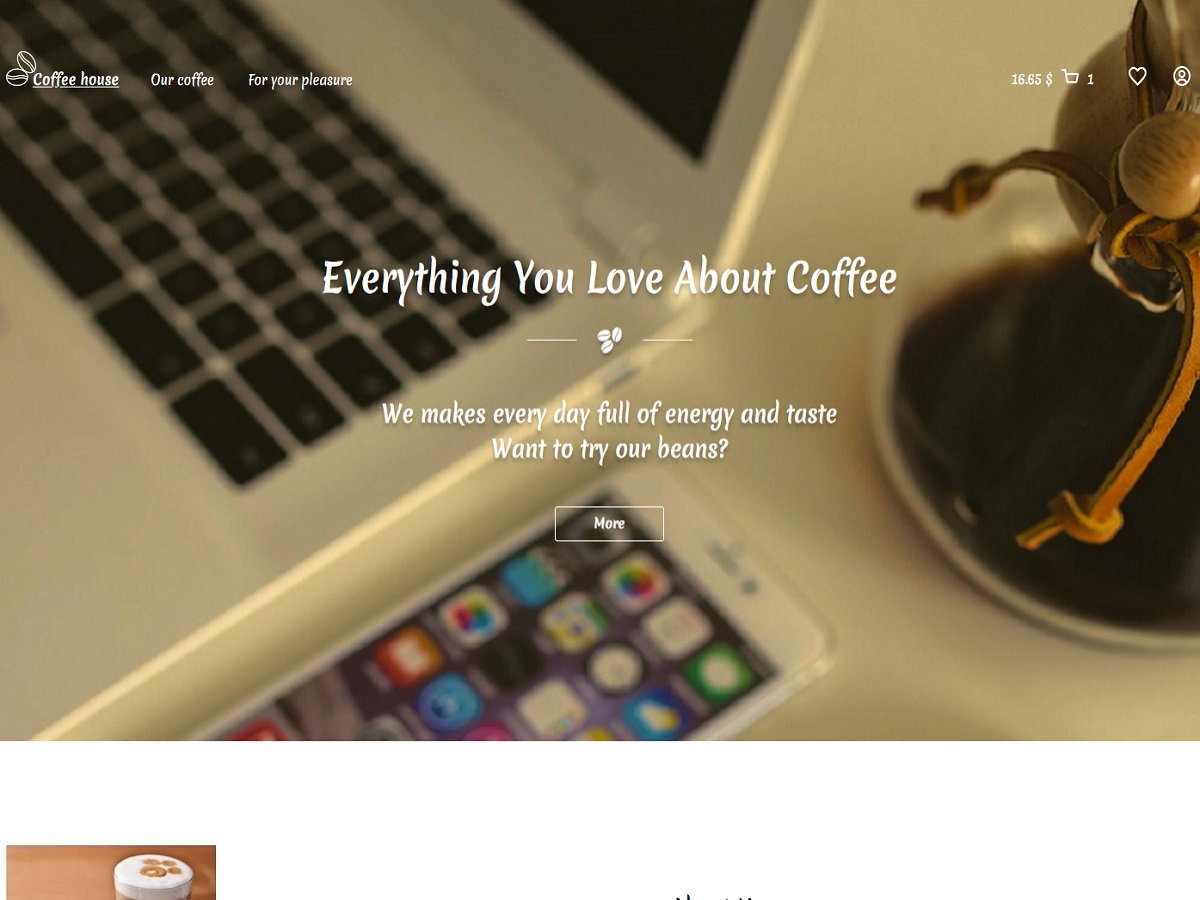 Coffee house
Our coffee
For your pleasure
16.65 $
1
Everything You Love About Coffee
We makes every day full of energy and taste
Want to try our beans?
More